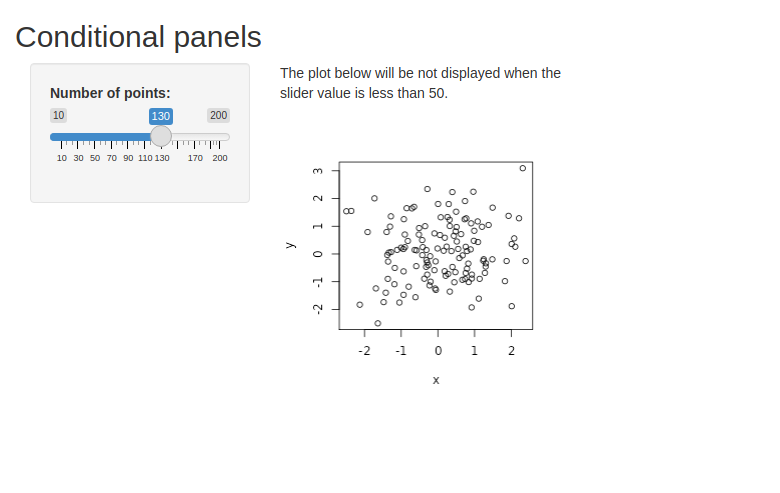 Conditional panels
Number of points:
10 130 200
10 30 50 70 90 110 130 170 200
The plot below will be not displayed when the
slider value is less than 50.
3
2
1
0
-1
-2
y
-2 -1 0 1 2
x